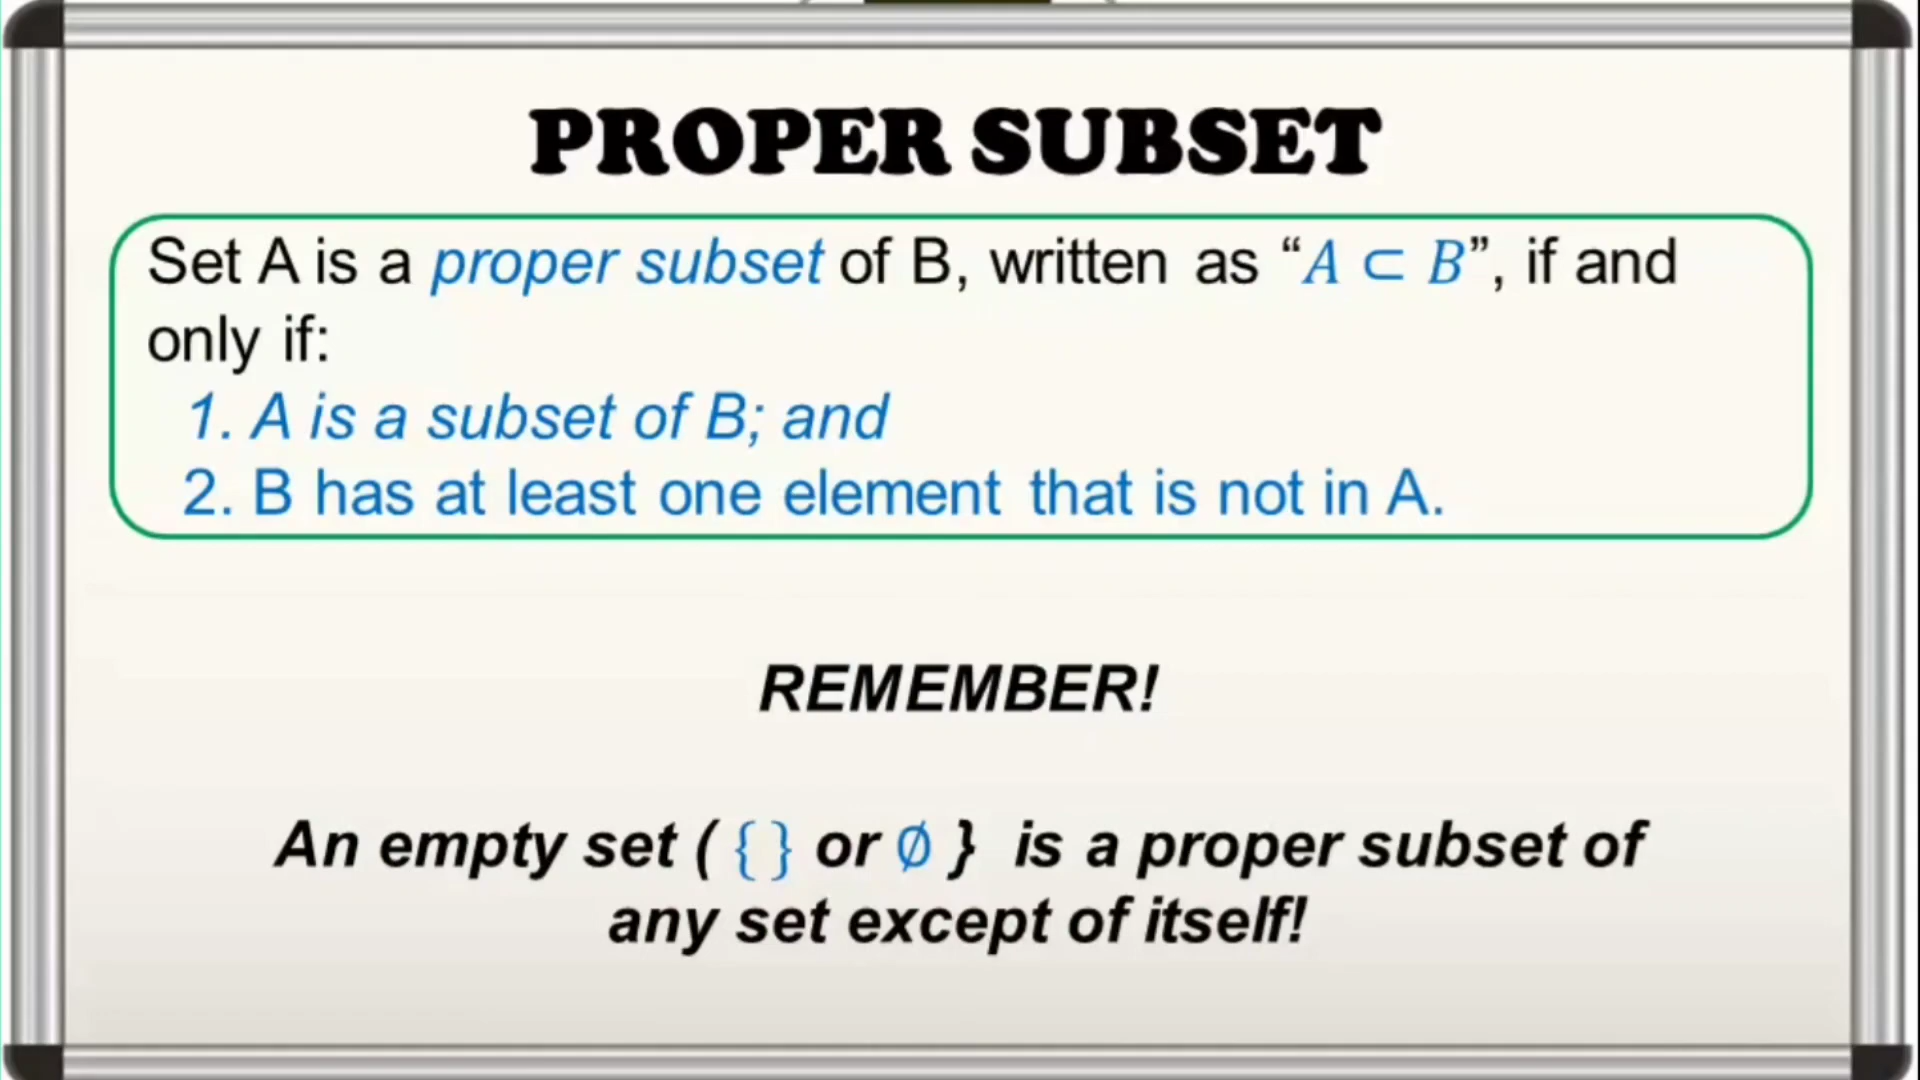 PROPER SUBSET
Set A is a proper subset of B, written as “A ⊂ B”, if and
only if:
1. A is a subset of B; and
2. B has at least one element that is not in A.
REMEMBER!
An empty set ( { } or ∅ } is a proper subset of
any set except of itself!